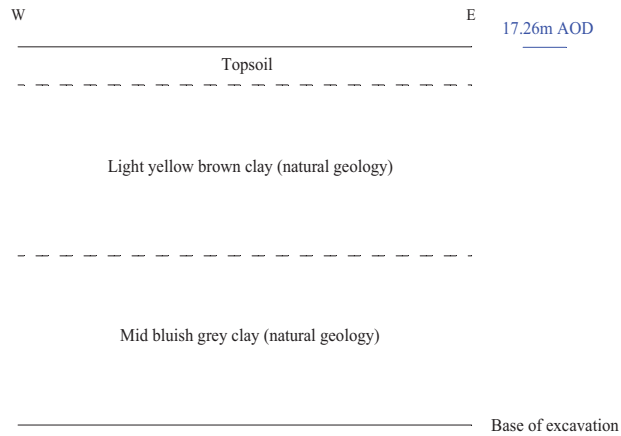 W
E
17.26m AOD
Topsoil
Light yellow brown clay (natural geology)
Mid bluish grey clay (natural geology)
Base of excavation